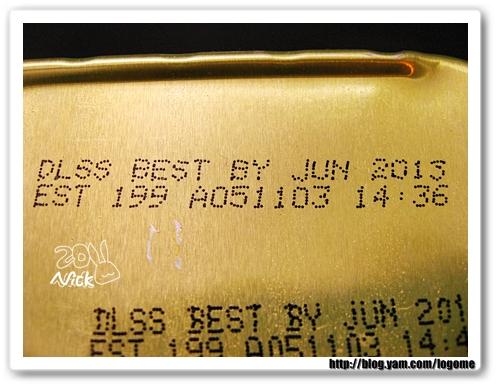 DLSS BEST BY JUN 2013
EST 199 A051103 14:36
2011
Nick
DLSS BEST BY JUN 201
EST 199 A051103 14:4
http://blog.yam.com/logome